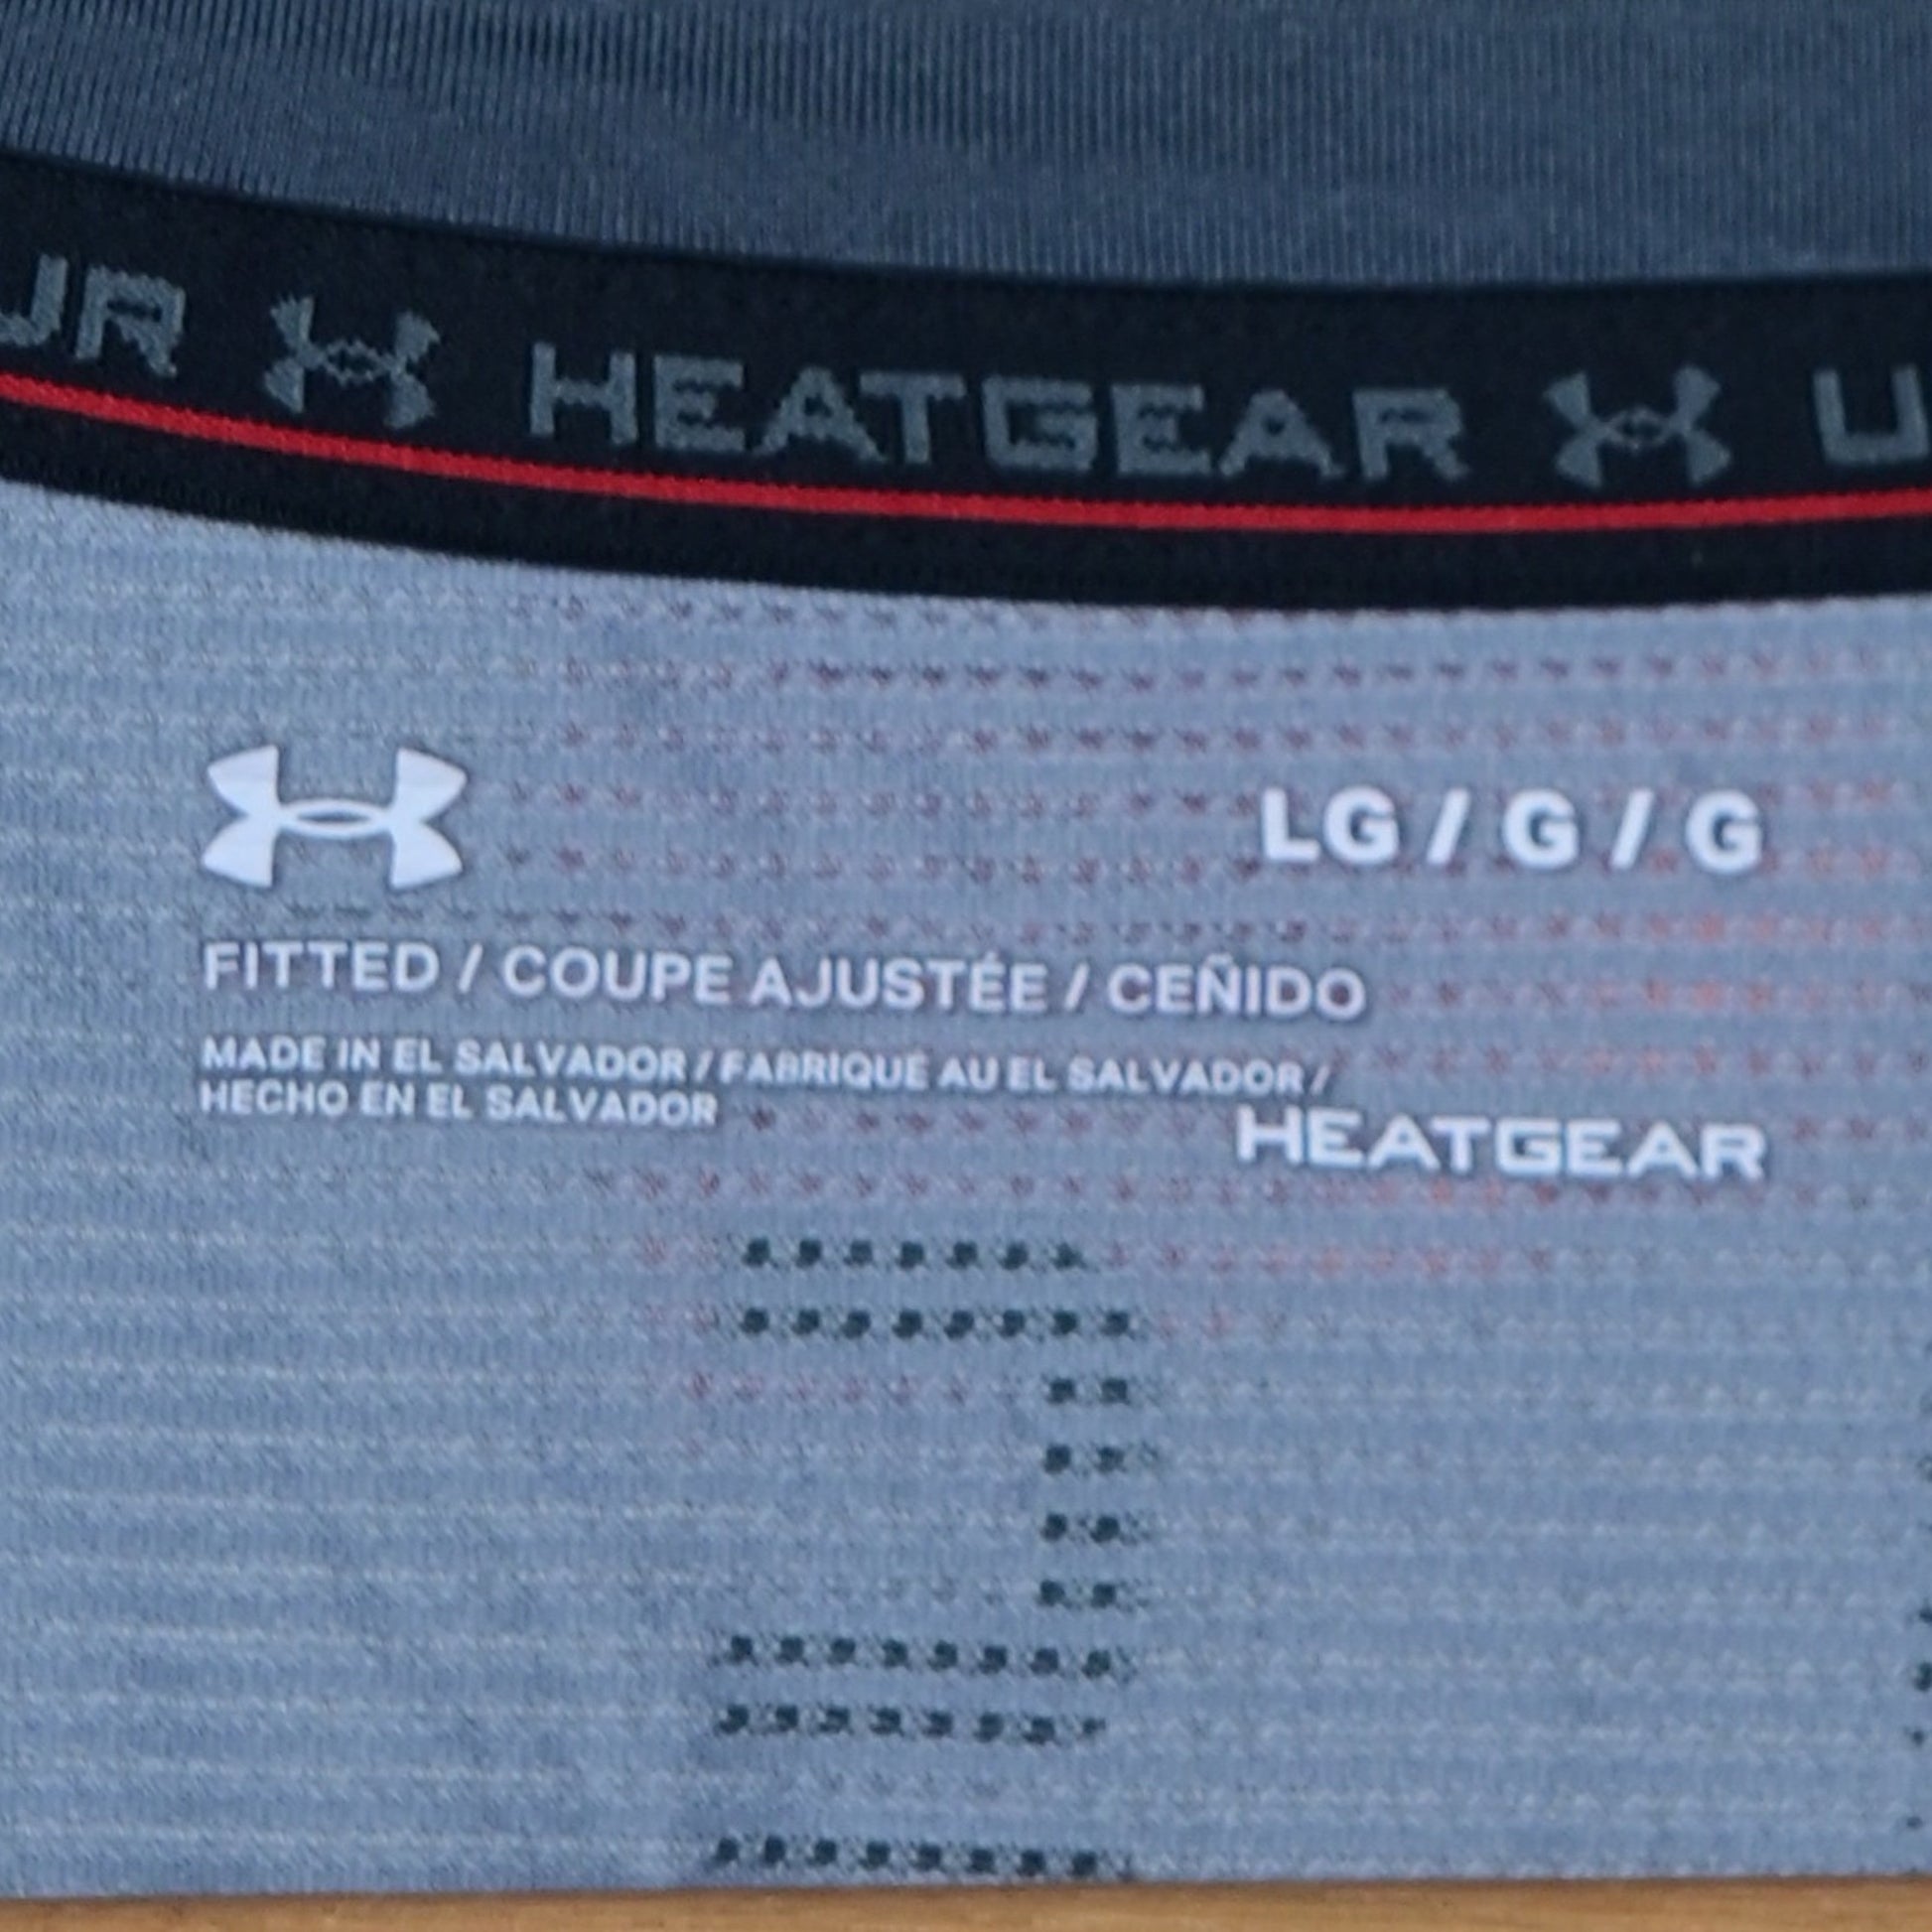 UR HEATGEAR U
LG / G / G
FITTED / COUPE AJUSTÉE / CEÑIDO
MADE IN EL SALVADOR / FABRIQUÉ AU EL SALVADOR /
HECHO EN EL SALVADOR
HEATGEAR